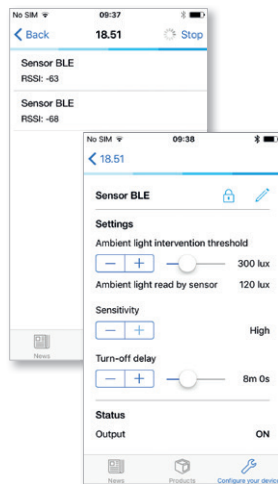 No SIM 09:37
Back 18.51 Stop
Sensor BLE
RSSI: -63
Sensor BLE
RSSI: -68
News
No SIM 09:38
18.51
Sensor BLE
Settings
Ambient light intervention threshold
− + 300 lux
Ambient light read by sensor 120 lux
Sensitivity
− + High
Turn-off delay
− + 8m 0s
Status
Output ON
News Products Configure your device